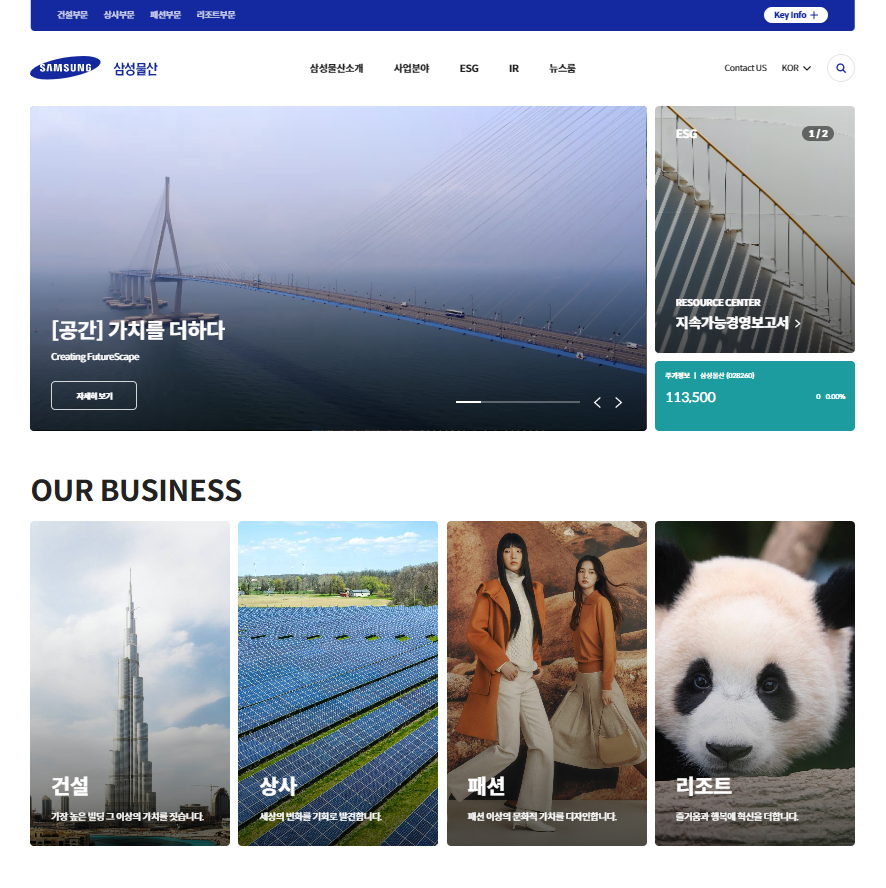 건설부문 상사부문 패션부문 리조트부문
Key Info +
SAMSUNG 삼성물산
삼성물산소개 사업분야 ESG IR 뉴스룸
Contact US KOR
[공간] 가치를 더하다
Creating FutureScape
자세히 보기
ESG
1 / 2
RESOURCE CENTER
지속가능경영보고서 >
주가정보 | 삼성물산 (028260)
113,500 0 0.00%
OUR BUSINESS
건설
가장 높은 빌딩 그 이상의 가치를 짓습니다.
상사
세상의 변화를 기회로 발견합니다.
패션
패션 이상의 문화적 가치를 디자인합니다.
리조트
즐거움과 행복에 혁신을 더합니다.